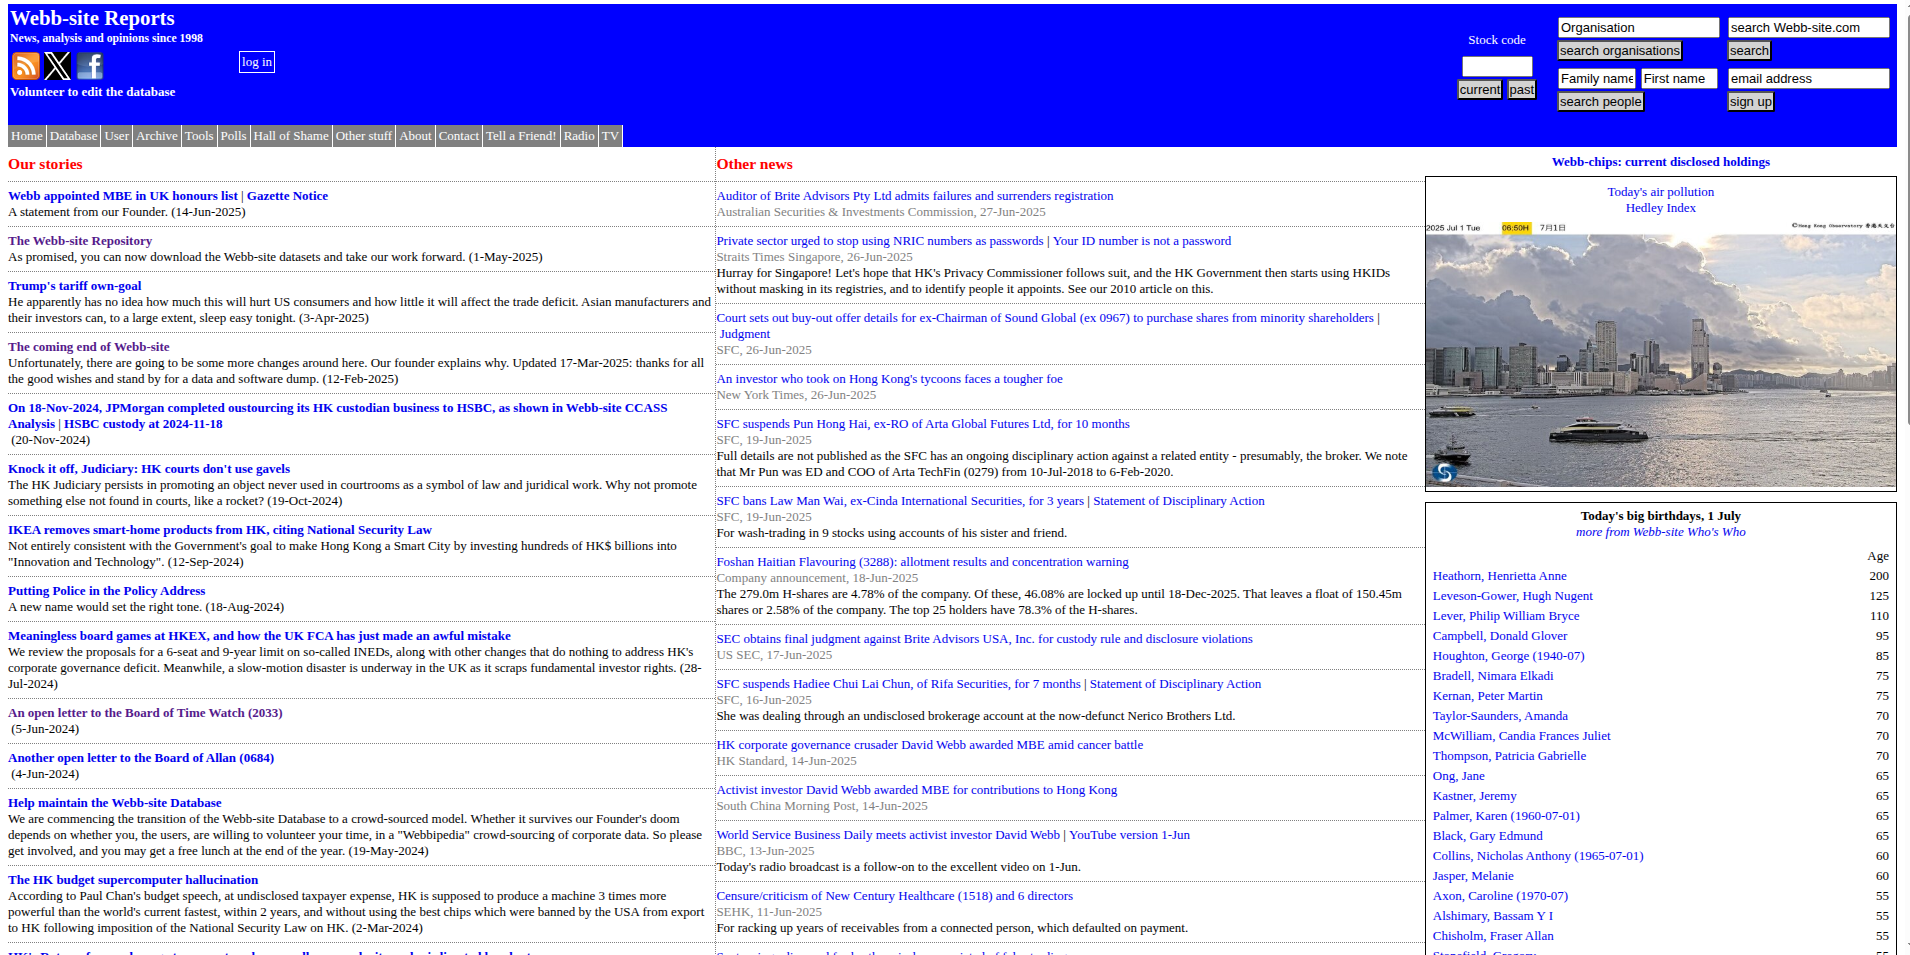 Webb-site Reports
News, analysis and opinions since 1998
log in
Volunteer to edit the database
Stock code
current past
Organisation
search organisations
Family name First name
search people
search Webb-site.com
search
email address
sign up
Home Database User Archive Tools Polls Hall of Shame Other stuff About Contact Tell a Friend! Radio TV
Our stories
Webb appointed MBE in UK honours list | Gazette Notice
A statement from our Founder. (14-Jun-2025)
The Webb-site Repository
As promised, you can now download the Webb-site datasets and take our work forward. (1-May-2025)
Trump's tariff own-goal
He apparently has no idea how much this will hurt US consumers and how little it will affect the trade deficit. Asian manufacturers and
their investors can, to a large extent, sleep easy tonight. (3-Apr-2025)
The coming end of Webb-site
Unfortunately, there are going to be some more changes around here. Our founder explains why. Updated 17-Mar-2025: thanks for all
the good wishes and stand by for a data and software dump. (12-Feb-2025)
On 18-Nov-2024, JPMorgan completed oustourcing its HK custodian business to HSBC, as shown in Webb-site CCASS
Analysis | HSBC custody at 2024-11-18
(20-Nov-2024)
Knock it off, Judiciary: HK courts don't use gavels
The HK Judiciary persists in promoting an object never used in courtrooms as a symbol of law and juridical work. Why not promote
something else not found in courts, like a rocket? (19-Oct-2024)
IKEA removes smart-home products from HK, citing National Security Law
Not entirely consistent with the Government's goal to make Hong Kong a Smart City by investing hundreds of HK$ billions into
"Innovation and Technology". (12-Sep-2024)
Putting Police in the Policy Address
A new name would set the right tone. (18-Aug-2024)
Meaningless board games at HKEX, and how the UK FCA has just made an awful mistake
We review the proposals for a 6-seat and 9-year limit on so-called INEDs, along with other changes that do nothing to address HK's
corporate governance deficit. Meanwhile, a slow-motion disaster is underway in the UK as it scraps fundamental investor rights. (28-
Jul-2024)
An open letter to the Board of Time Watch (2033)
(5-Jun-2024)
Another open letter to the Board of Allan (0684)
(4-Jun-2024)
Help maintain the Webb-site Database
We are commencing the transition of the Webb-site Database to a crowd-sourced model. Whether it survives our Founder's doom
depends on whether you, the users, are willing to volunteer your time, in a "Webbipedia" crowd-sourcing of corporate data. So please
get involved, and you may get a free lunch at the end of the year. (19-May-2024)
The HK budget supercomputer hallucination
According to Paul Chan's budget speech, at undisclosed taxpayer expense, HK is supposed to produce a machine 3 times more
powerful than the world's current fastest, within 2 years, and without using the best chips which were banned by the USA from export
to HK following imposition of the National Security Law on HK. (2-Mar-2024)
Other news
Auditor of Brite Advisors Pty Ltd admits failures and surrenders registration
Australian Securities & Investments Commission, 27-Jun-2025
Private sector urged to stop using NRIC numbers as passwords | Your ID number is not a password
Straits Times Singapore, 26-Jun-2025
Hurray for Singapore! Let's hope that HK's Privacy Commissioner follows suit, and the HK Government then starts using HKIDs
without masking in its registries, and to identify people it appoints. See our 2010 article on this.
Court sets out buy-out offer details for ex-Chairman of Sound Global (ex 0967) to purchase shares from minority shareholders |
Judgment
SFC, 26-Jun-2025
An investor who took on Hong Kong's tycoons faces a tougher foe
New York Times, 26-Jun-2025
SFC suspends Pun Hong Hai, ex-RO of Arta Global Futures Ltd, for 10 months
SFC, 19-Jun-2025
Full details are not published as the SFC has an ongoing disciplinary action against a related entity - presumably, the broker. We note
that Mr Pun was ED and COO of Arta TechFin (0279) from 10-Jul-2018 to 6-Feb-2020.
SFC bans Law Man Wai, ex-Cinda International Securities, for 3 years | Statement of Disciplinary Action
SFC, 19-Jun-2025
For wash-trading in 9 stocks using accounts of his sister and friend.
Foshan Haitian Flavouring (3288): allotment results and concentration warning
Company announcement, 18-Jun-2025
The 279.0m H-shares are 4.78% of the company. Of these, 46.08% are locked up until 18-Dec-2025. That leaves a float of 150.45m
shares or 2.58% of the company. The top 25 holders have 78.3% of the H-shares.
SEC obtains final judgment against Brite Advisors USA, Inc. for custody rule and disclosure violations
US SEC, 17-Jun-2025
SFC suspends Hadiee Chui Lai Chun, of Rifa Securities, for 7 months | Statement of Disciplinary Action
SFC, 16-Jun-2025
She was dealing through an undisclosed brokerage account at the now-defunct Nerico Brothers Ltd.
HK corporate governance crusader David Webb awarded MBE amid cancer battle
HK Standard, 14-Jun-2025
Activist investor David Webb awarded MBE for contributions to Hong Kong
South China Morning Post, 14-Jun-2025
World Service Business Daily meets activist investor David Webb | YouTube version 1-Jun
BBC, 13-Jun-2025
Today's radio broadcast is a follow-on to the excellent video on 1-Jun.
Censure/criticism of New Century Healthcare (1518) and 6 directors
SEHK, 11-Jun-2025
For racking up years of receivables from a connected person, which defaulted on payment.
Webb-chips: current disclosed holdings
Today's air pollution
Hedley Index
2025 Jul 1 Tue 06:50H 7月1日 ©Hong Kong Observatory 香港天文台
Today's big birthdays, 1 July
more from Webb-site Who's Who
Age
Heathorn, Henrietta Anne 200
Leveson-Gower, Hugh Nugent 125
Lever, Philip William Bryce 110
Campbell, Donald Glover 95
Houghton, George (1940-07) 85
Bradell, Nimara Elkadi 75
Kernan, Peter Martin 75
Taylor-Saunders, Amanda 70
McWilliam, Candia Frances Juliet 70
Thompson, Patricia Gabrielle 70
Ong, Jane 65
Kastner, Jeremy 65
Palmer, Karen (1960-07-01) 65
Black, Gary Edmund 65
Collins, Nicholas Anthony (1965-07-01) 60
Jasper, Melanie 60
Axon, Caroline (1970-07) 55
Alshimary, Bassam Y I 55
Chisholm, Fraser Allan 55